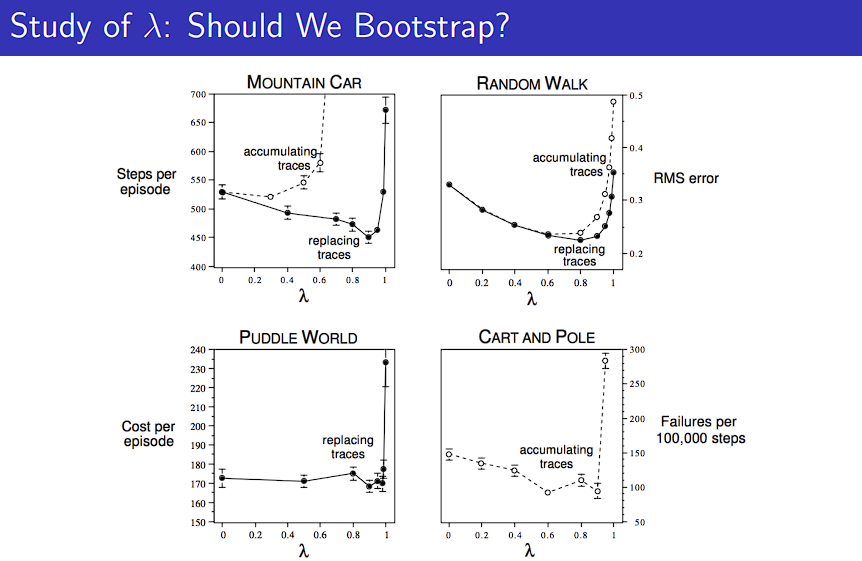 Study of λ: Should We Bootstrap?
MOUNTAIN CAR
700
650
600
550
500
450
400
Steps per
episode
accumulating
traces
replacing
traces
0
0.2
0.4
0.6
0.8
1
λ
RANDOM WALK
0.5
0.4
0.3
0.2
RMS error
accumulating
traces
replacing
traces
0
0.2
0.4
0.6
0.8
1
λ
PUDDLE WORLD
240
230
220
210
200
190
180
170
160
150
Cost per
episode
replacing
traces
0
0.2
0.4
0.6
0.8
1
λ
CART AND POLE
300
250
200
150
100
50
Failures per
100,000 steps
accumulating
traces
0
0.2
0.4
0.6
0.8
1
λ